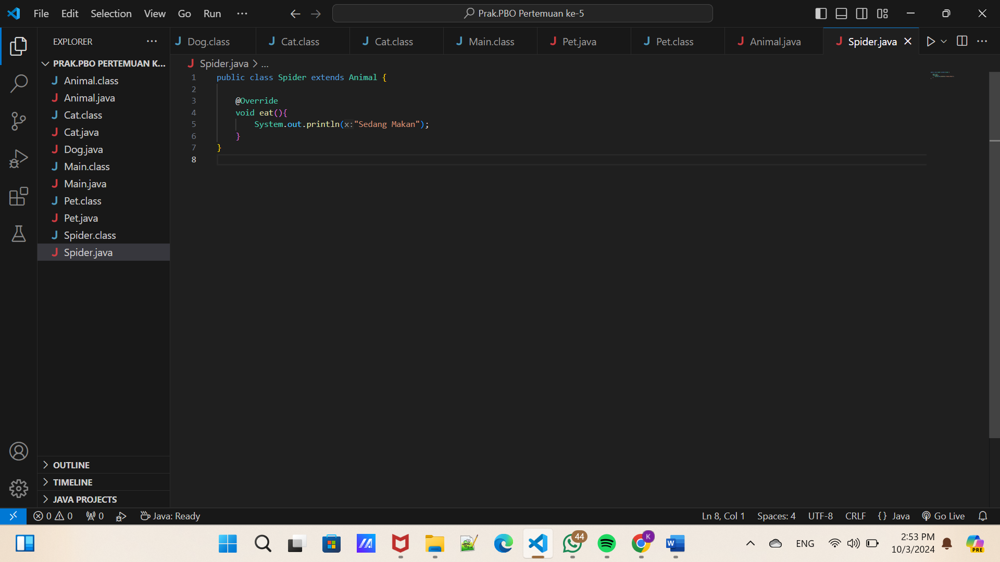 File Edit Selection View Go Run ···
Prak.PBO Pertemuan ke-5
EXPLORER ···
Dog.class Cat.class Cat.class Main.class Pet.java Pet.class Animal.java Spider.java
PRAK.PBO PERTEMUAN K...
Animal.class
Animal.java
Cat.class
Cat.java
Dog.java
Main.class
Main.java
Pet.class
Pet.java
Spider.class
Spider.java
OUTLINE
TIMELINE
JAVA PROJECTS
Spider.java > ...
1 public class Spider extends Animal {
2
3 @Override
4 void eat(){
5 System.out.println(x:"Sedang Makan");
6 }
7 }
8
0 0 0 Java: Ready
Ln 8, Col 1 Spaces: 4 UTF-8 CRLF {} Java Go Live
44 K W
ENG
2:53 PM
10/3/2024
PRE